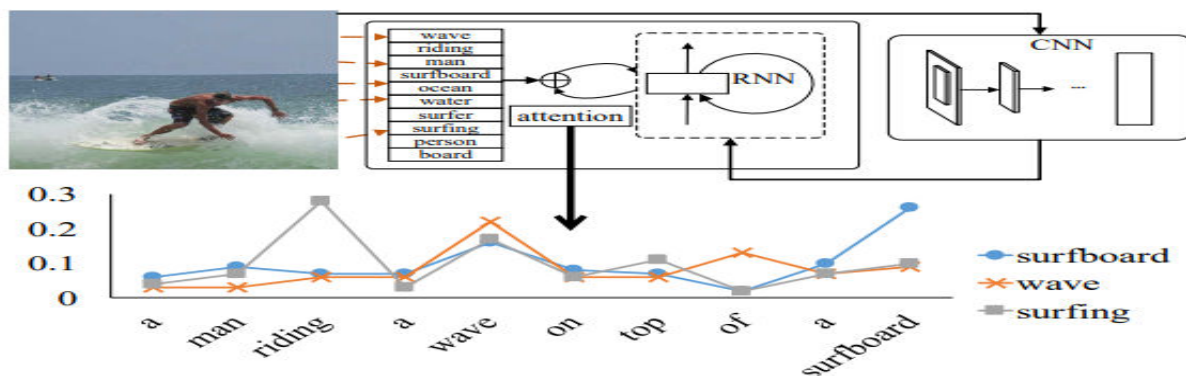 wave
riding
man
surfboard
ocean
water
surfer
surfing
person
board
attention
RNN
CNN
...
0.3
0.2
0.1
0
a
man
riding
a
wave
on
top
of
a
surfboard
surfboard
wave
surfing